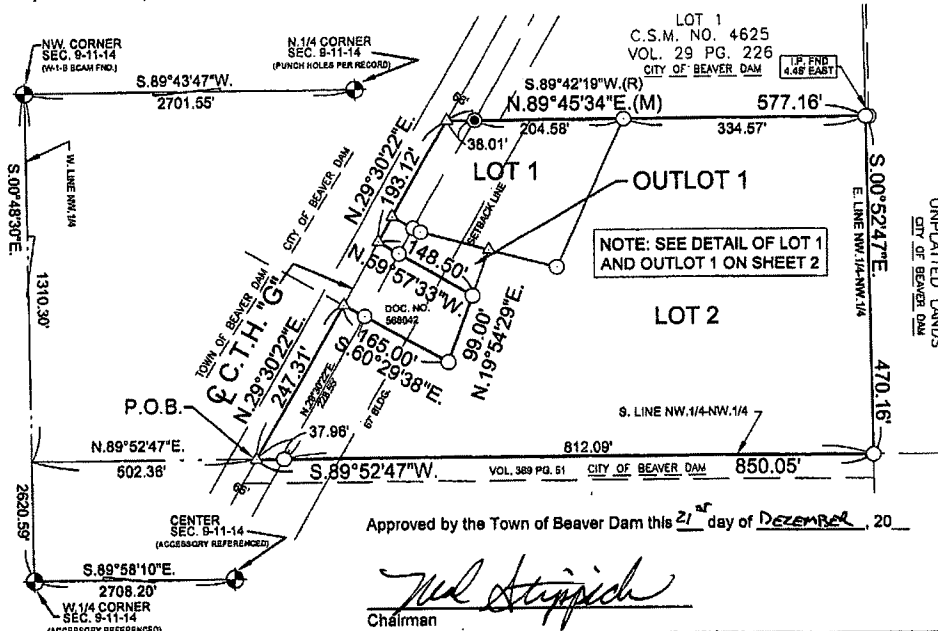 LOT 1
C.S.M. NO. 4625
VOL. 29 PG. 226
CITY OF BEAVER DAM
NW. CORNER
SEC. 9-11-14
N.1/4 CORNER
SEC. 9-11-14
(PUNCH HOLES PER RECORD)
I.P. FND
4.48' EAST
S.89°43'47"W.
2701.55'
S.89°42'19"W.(R)
N.89°45'34"E.(M)
577.16'
66'
38.01'
204.58'
334.57'
W. LINE NW.1/4
S.00°48'30"E.
1310.30'
CITY OF BEAVER DAM
TOWN OF BEAVER DAM
N.29°30'22"E.
193.12'
LOT 1
SETBACK LINE
OUTLOT 1
S.00°52'47"E.
E. LINE NW.1/4-NW.1/4
UNPLATTED LANDS
CITY OF BEAVER DAM
NOTE: SEE DETAIL OF LOT 1
AND OUTLOT 1 ON SHEET 2
148.50'
N.59°57'33"W.
C.T.H. "G"
DOC. NO.
LOT 2
99.00'
N.19°54'29"E.
165.00'
S.60°29'38"E.
N.29°30'22"E.
247.31'
N.29°30'22"E.
67' BLDG.
470.16'
P.O.B.
37.96'
S. LINE NW.1/4-NW.1/4
812.09'
N.89°52'47"E.
502.36'
S.89°52'47"W.
VOL. 389 PG. 51
CITY OF BEAVER DAM
850.05'
66'
2620.59'
CENTER
SEC. 9-11-14
(ACCESSORY REFERENCED)
S.89°58'10"E.
2708.20'
W.1/4 CORNER
SEC. 9-11-14
(ACCESSORY REFERENCED)
Approved by the Town of Beaver Dam this 21st day of DEZEMBER, 20__
Chairman